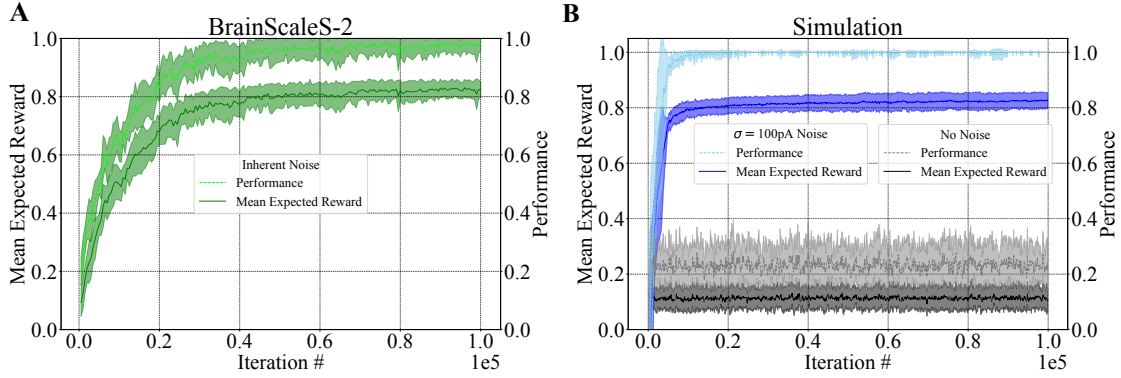 A
BrainScaleS-2
Mean Expected Reward
1.0
0.8
0.6
0.4
0.2
0.0
Inherent Noise
Performance
Mean Expected Reward
1.0
0.8
0.6
0.4
0.2
0.0
Performance
0.0 0.2 0.4 0.6 0.8 1.0
Iteration #
1e5
B
Simulation
Mean Expected Reward
1.0
0.8
0.6
0.4
0.2
0.0
σ = 100pA Noise
Performance
Mean Expected Reward
No Noise
Performance
Mean Expected Reward
1.0
0.8
0.6
0.4
0.2
0.0
Performance
0.0 0.2 0.4 0.6 0.8 1.0
Iteration #
1e5